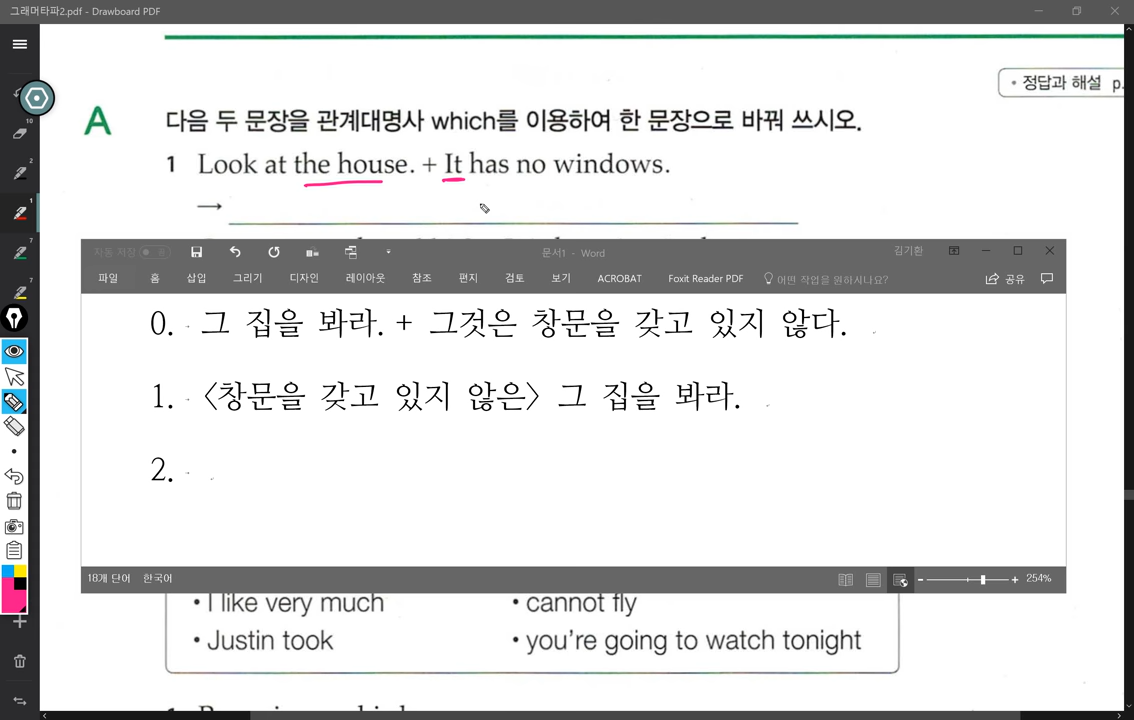 그래머타파2.pdf - Drawboard PDF
• 정답과 해설 p.
A 다음 두 문장을 관계대명사 which를 이용하여 한 문장으로 바꿔 쓰시오.
1 Look at the house. + It has no windows.
→
자동 저장 문서1 - Word 김기환
파일 홈 삽입 그리기 디자인 레이아웃 참조 편지 검토 보기 ACROBAT Foxit Reader PDF 어떤 작업을 원하시나요? 공유
0. 그 집을 봐라. + 그것은 창문을 갖고 있지 않다.
1. 〈창문을 갖고 있지 않은〉 그 집을 봐라.
2.
18개 단어 한국어 254%
• I like very much • cannot fly
• Justin took • you're going to watch tonight
10
2
1
7
7